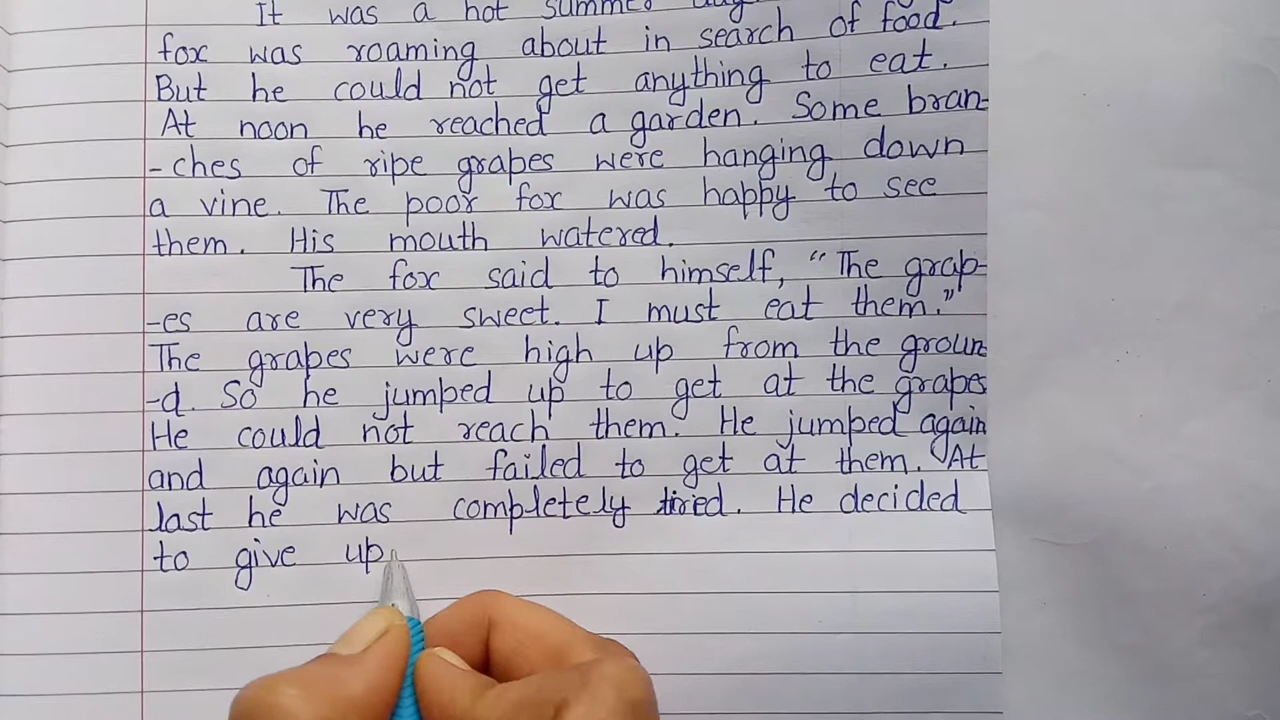 It was a hot summer
fox was roaming about in search of food.
But he could not get anything to eat.
At noon he reached a garden. Some bran-
-ches of ripe grapes were hanging down
a vine. The poor fox was happy to see
them. His mouth watered.
The fox said to himself, "The grap-
-es are very sweet. I must eat them."
The grapes were high up from the groun
-d. So he jumped up to get at the grapes
He could not reach them. He jumped again
and again but failed to get at them. At
last he was completely tired. He decided
to give up